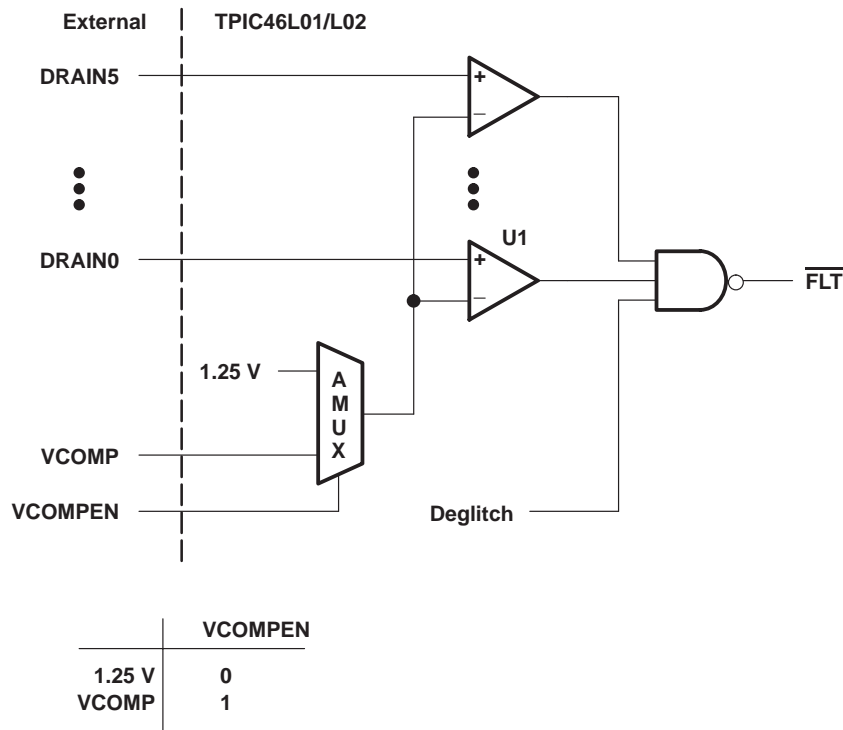 External TPIC46L01/L02
DRAIN5
+
–
U1
DRAIN0
+
–
FLT
1.25 V
A
M
U
X
VCOMP
VCOMPEN
Deglitch
VCOMPEN
1.25 V 0
VCOMP 1